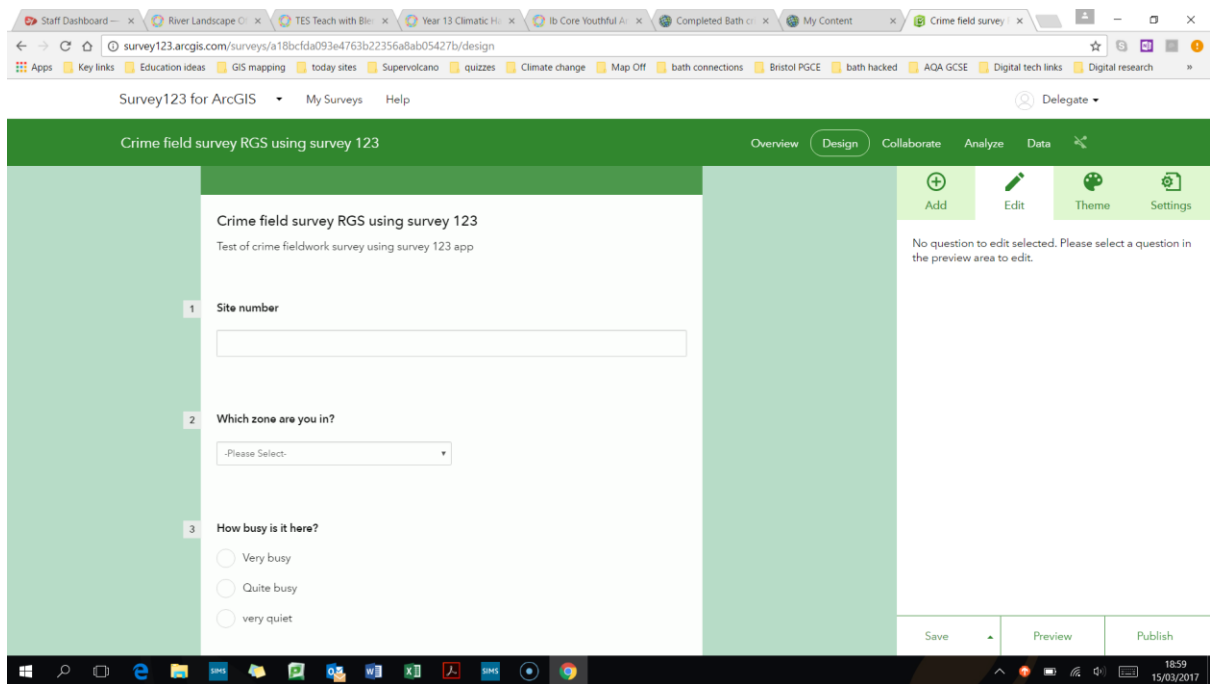 Staff Dashboard —
River Landscape O
TES Teach with Ble
Year 13 Climatic Ha
Ib Core Youthful A
Completed Bath c
My Content
Crime field survey
survey123.arcgis.com/surveys/a18bcfda093e4763b22356a8ab05427b/design
Apps Key links Education ideas GIS mapping today sites Supervolcano quizzes Climate change Map Off bath connections Bristol PGCE bath hacked AQA GCSE Digital tech links Digital research »
Survey123 for ArcGIS My Surveys Help Delegate
Crime field survey RGS using survey 123 Overview Design Collaborate Analyze Data
Add Edit Theme Settings
Crime field survey RGS using survey 123
Test of crime fieldwork survey using survey 123 app
No question to edit selected. Please select a question in
the preview area to edit.
1 Site number
2 Which zone are you in?
-Please Select-
3 How busy is it here?
Very busy
Quite busy
very quiet
Save Preview Publish
SIMS SIMS
18:59
15/03/2017